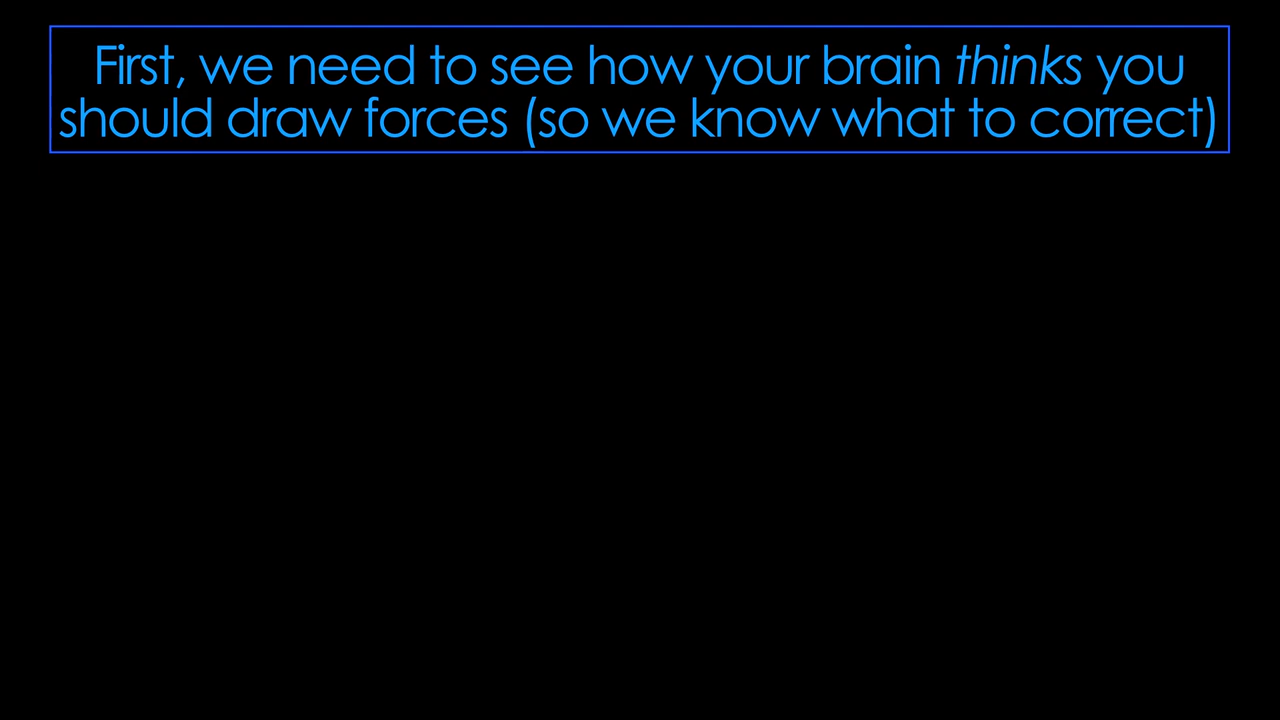 First, we need to see how your brain thinks you
should draw forces (so we know what to correct)